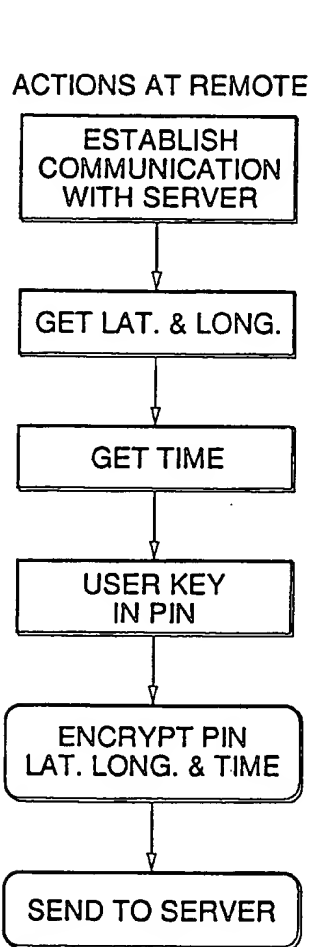 ACTIONS AT REMOTE
ESTABLISH
COMMUNICATION
WITH SERVER
GET LAT. & LONG.
GET TIME
USER KEY
IN PIN
ENCRYPT PIN
LAT. LONG. & TIME
SEND TO SERVER